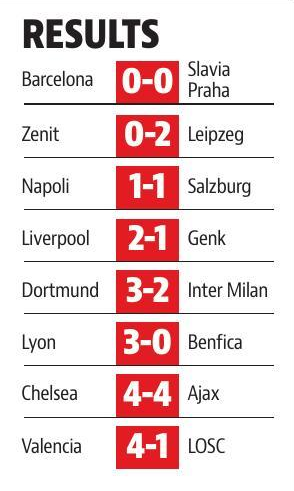 RESULTS
Barcelona 0-0 Slavia
Praha
Zenit 0-2 Leipzeg
Napoli 1-1 Salzburg
Liverpool 2-1 Genk
Dortmund 3-2 Inter Milan
Lyon 3-0 Benfica
Chelsea 4-4 Ajax
Valencia 4-1 LOSC